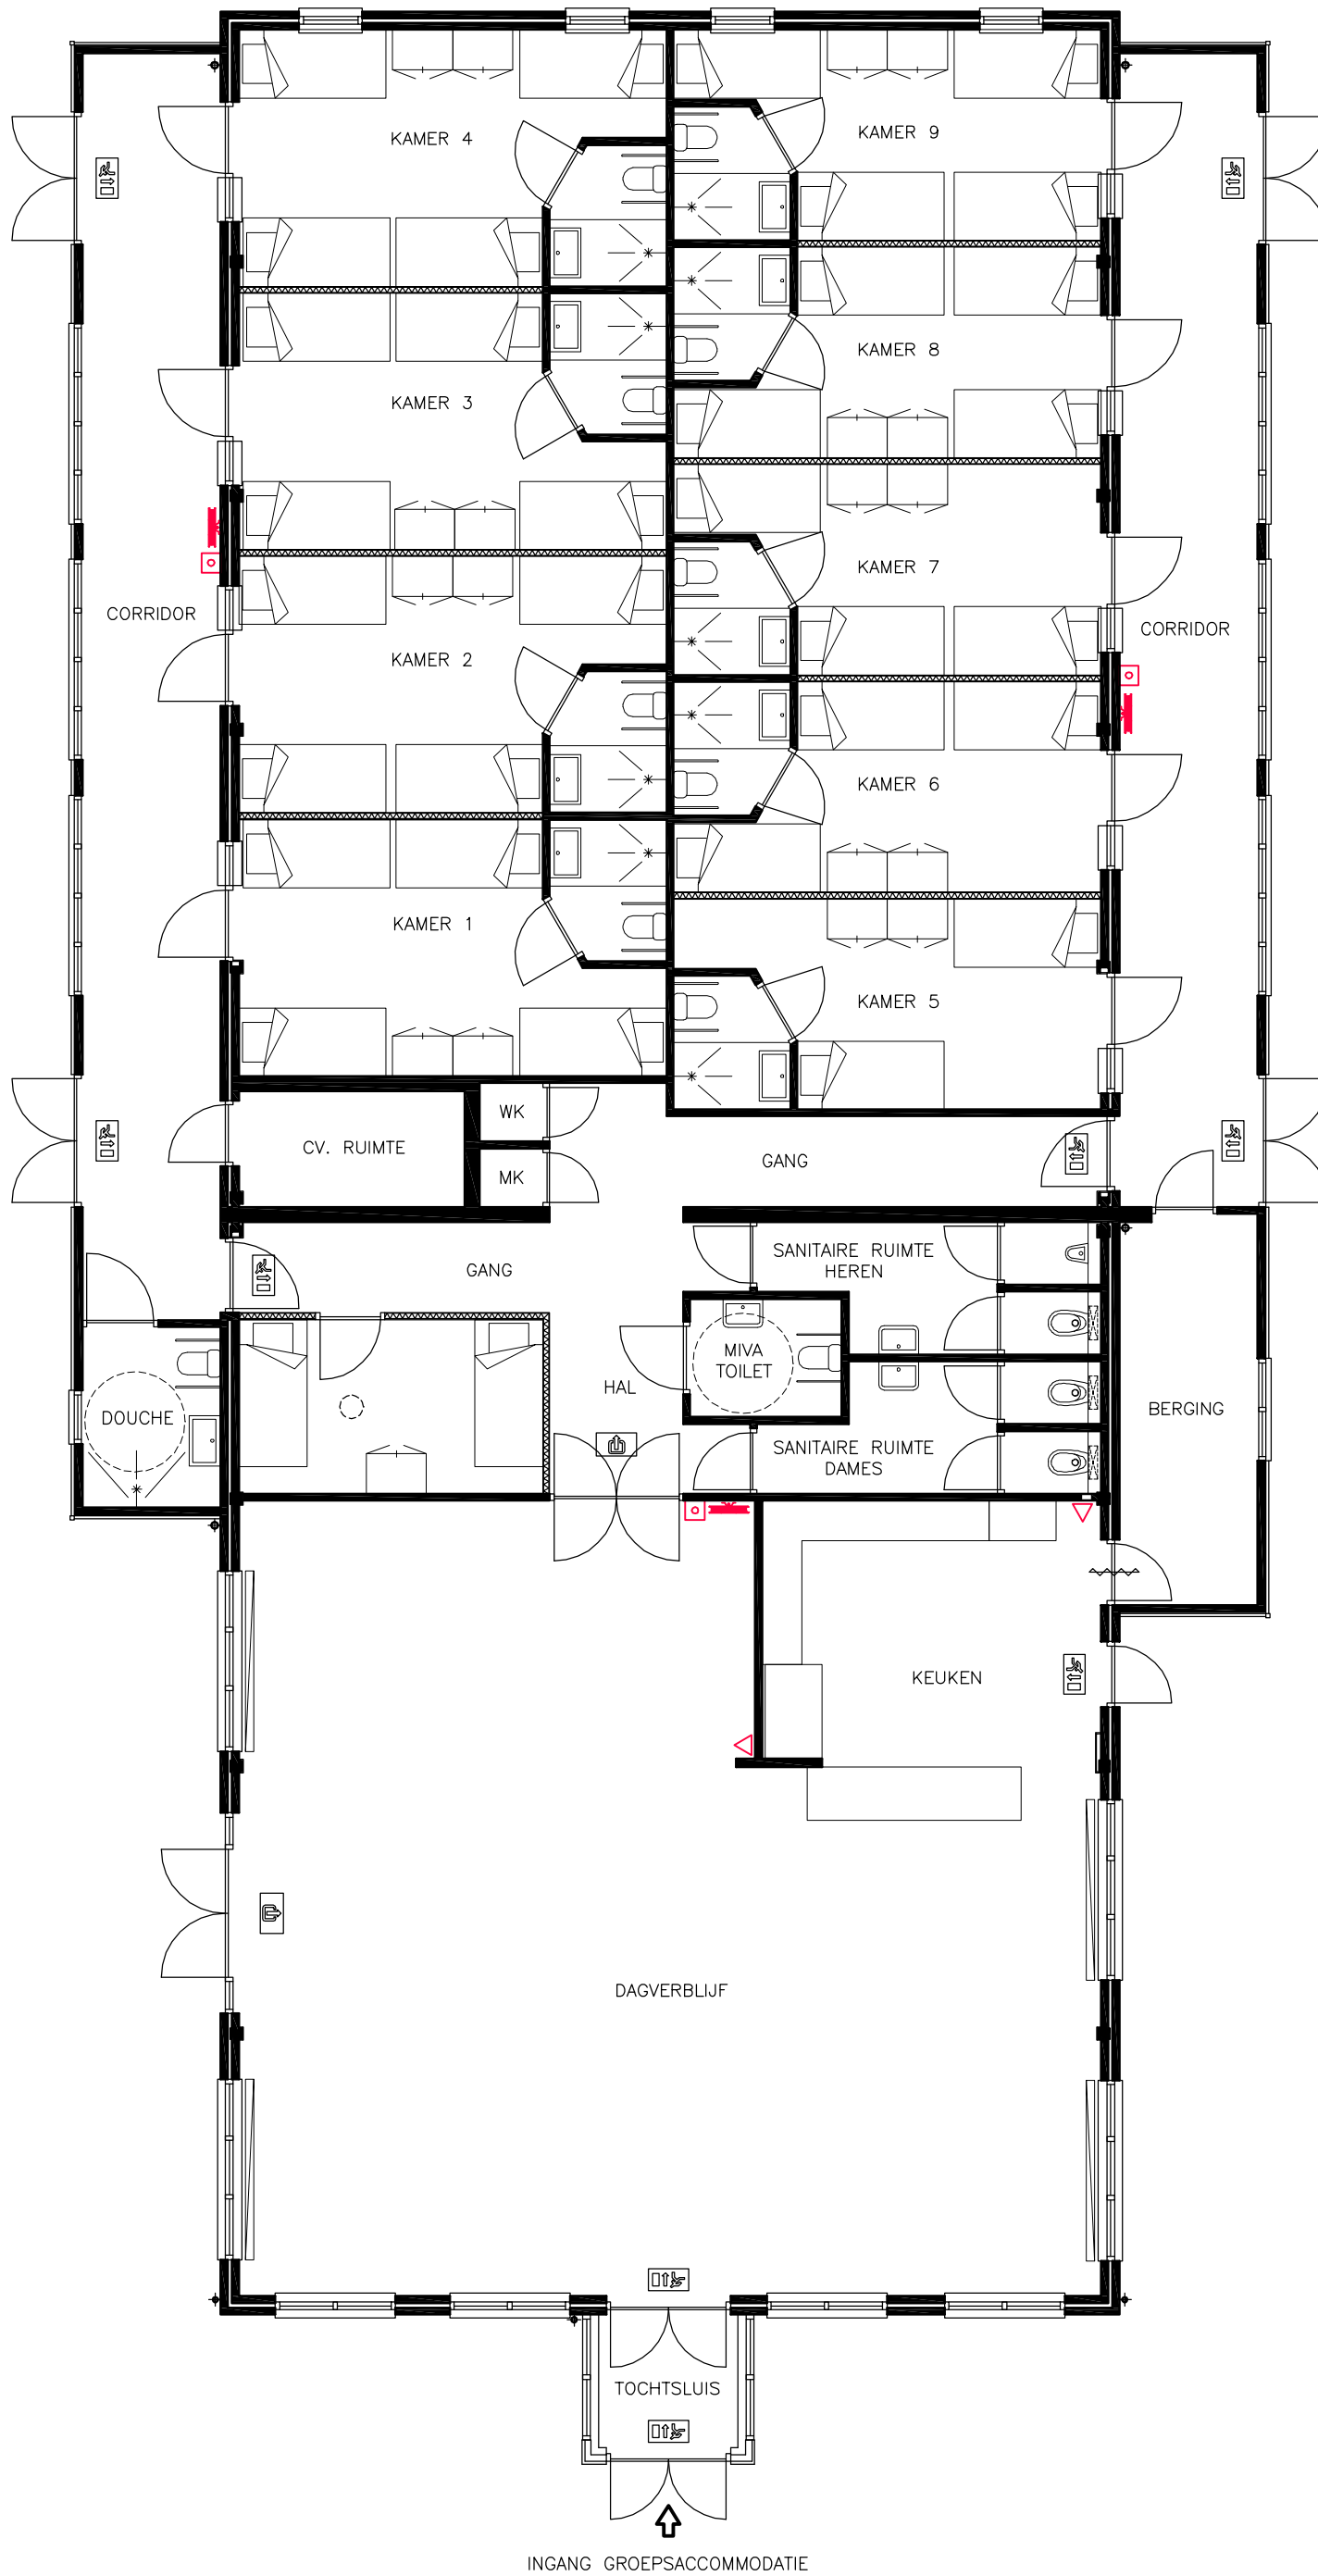 KAMER 9
KAMER 4
KAMER 8
KAMER 3
KAMER 7
CORRIDOR
CORRIDOR
KAMER 2
KAMER 6
KAMER 1
KAMER 5
WK
CV. RUIMTE
GANG
MK
SANITAIRE RUIMTE
HEREN
GANG
MIVA
TOILET
HAL
BERGING
DOUCHE
SANITAIRE RUIMTE
DAMES
KEUKEN
DAGVERBLIJF
TOCHTSLUIS
INGANG GROEPSACCOMMODATIE